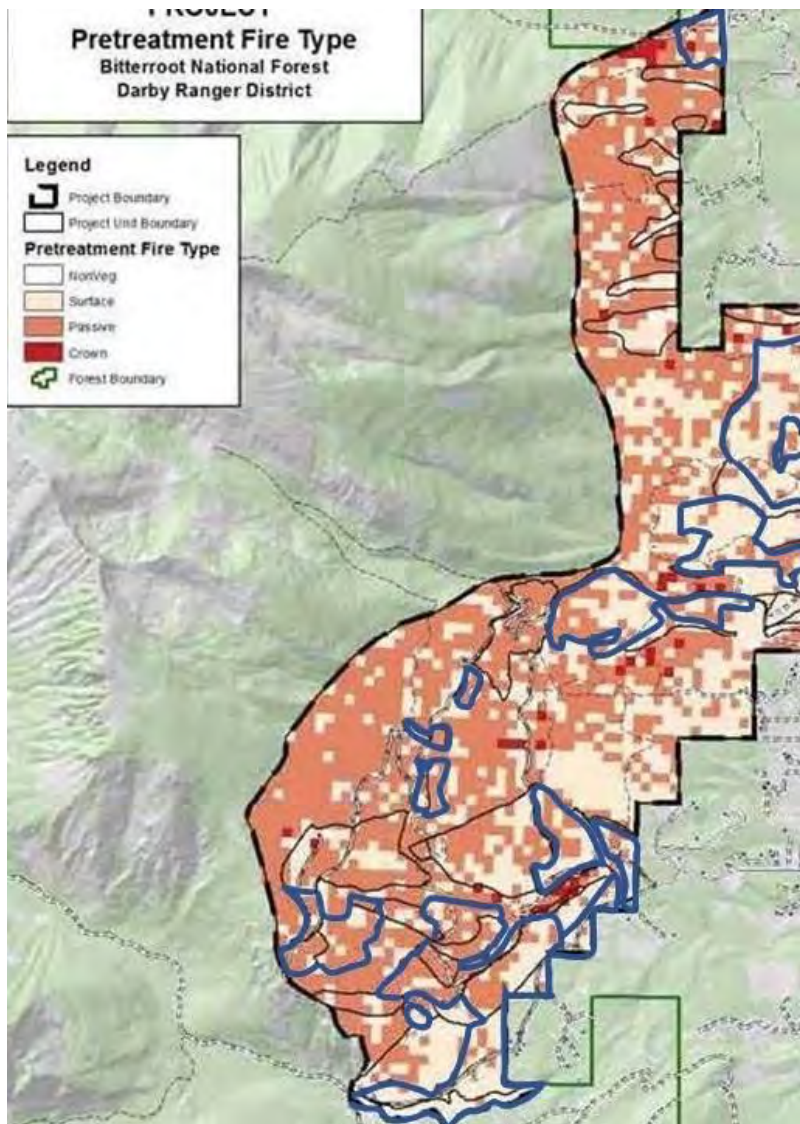 PROJECT
Pretreatment Fire Type
Bitterroot National Forest
Darby Ranger District
Legend
Project Boundary
Project Unit Boundary
Pretreatment Fire Type
NonVeg
Surface
Passive
Crown
Forest Boundary